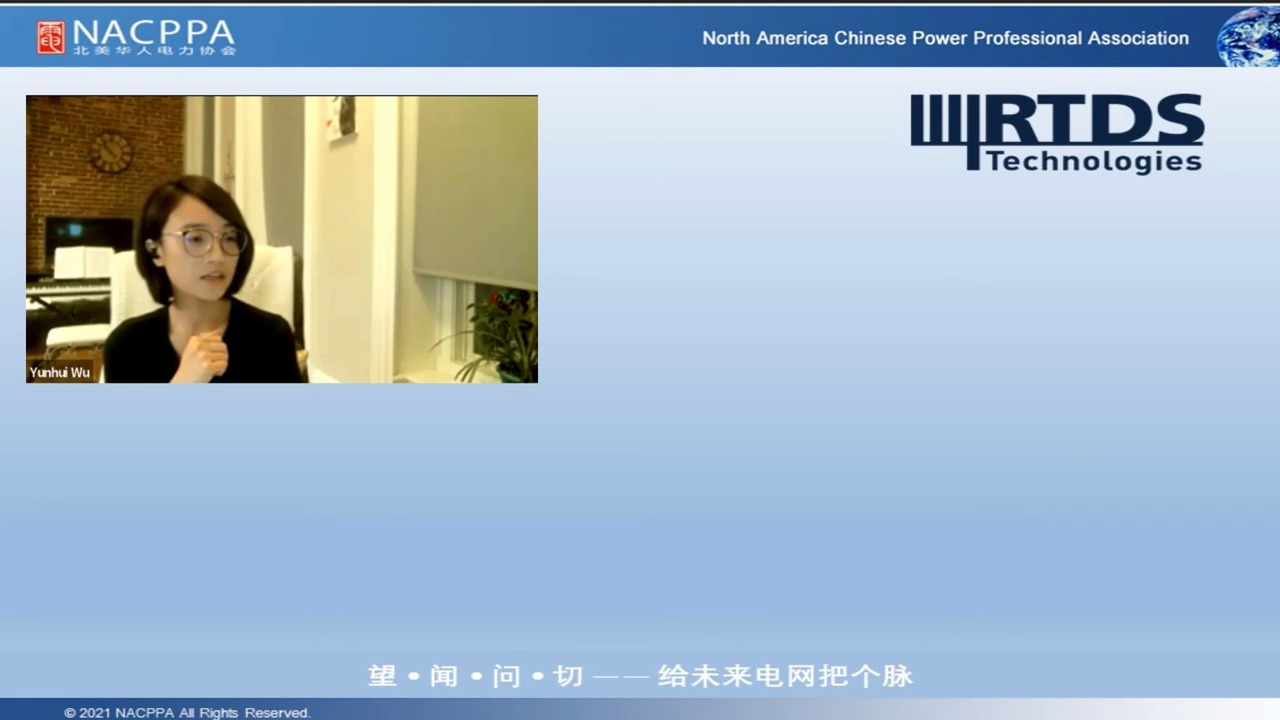 NACPPA
北美华人电力协会
North America Chinese Power Professional Association
RTDS
Technologies
Yunhui Wu
望·闻·问·切——给未来电网把个脉
© 2021 NACPPA All Rights Reserved.